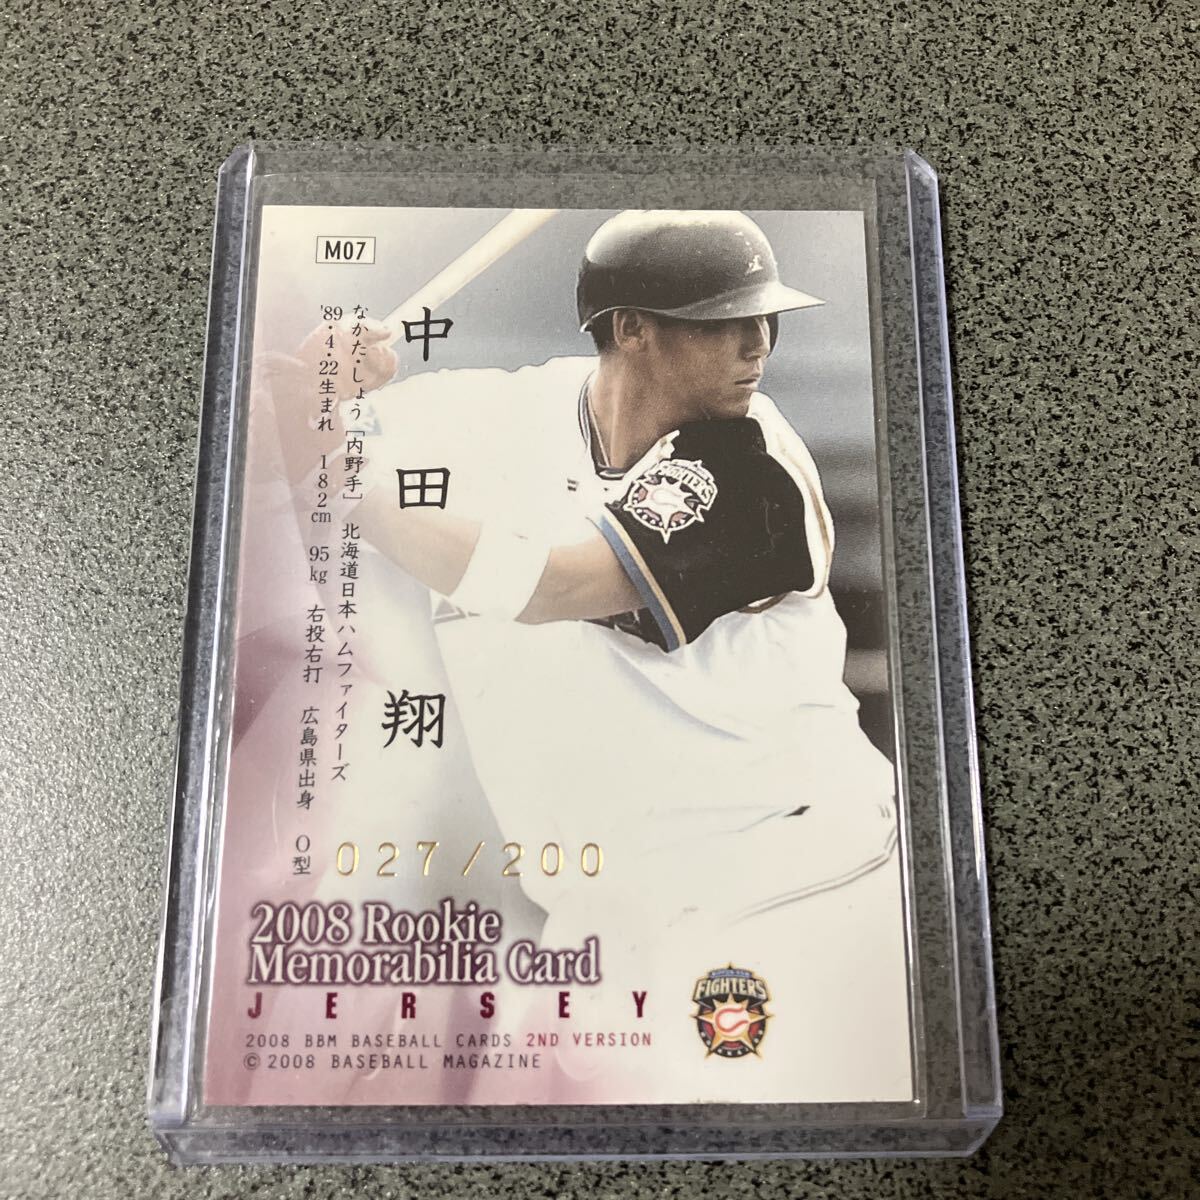 M07
中田翔
なかた・しょう［内野手］ 北海道日本ハムファイターズ
'89・4・22生まれ 182cm 95kg 右投右打 広島県出身 O型
FIGHTERS
027/200
2008 Rookie
Memorabilia Card
JERSEY
2008 BBM BASEBALL CARDS 2ND VERSION
© 2008 BASEBALL MAGAZINE
NIPPON HAM
FIGHTERS